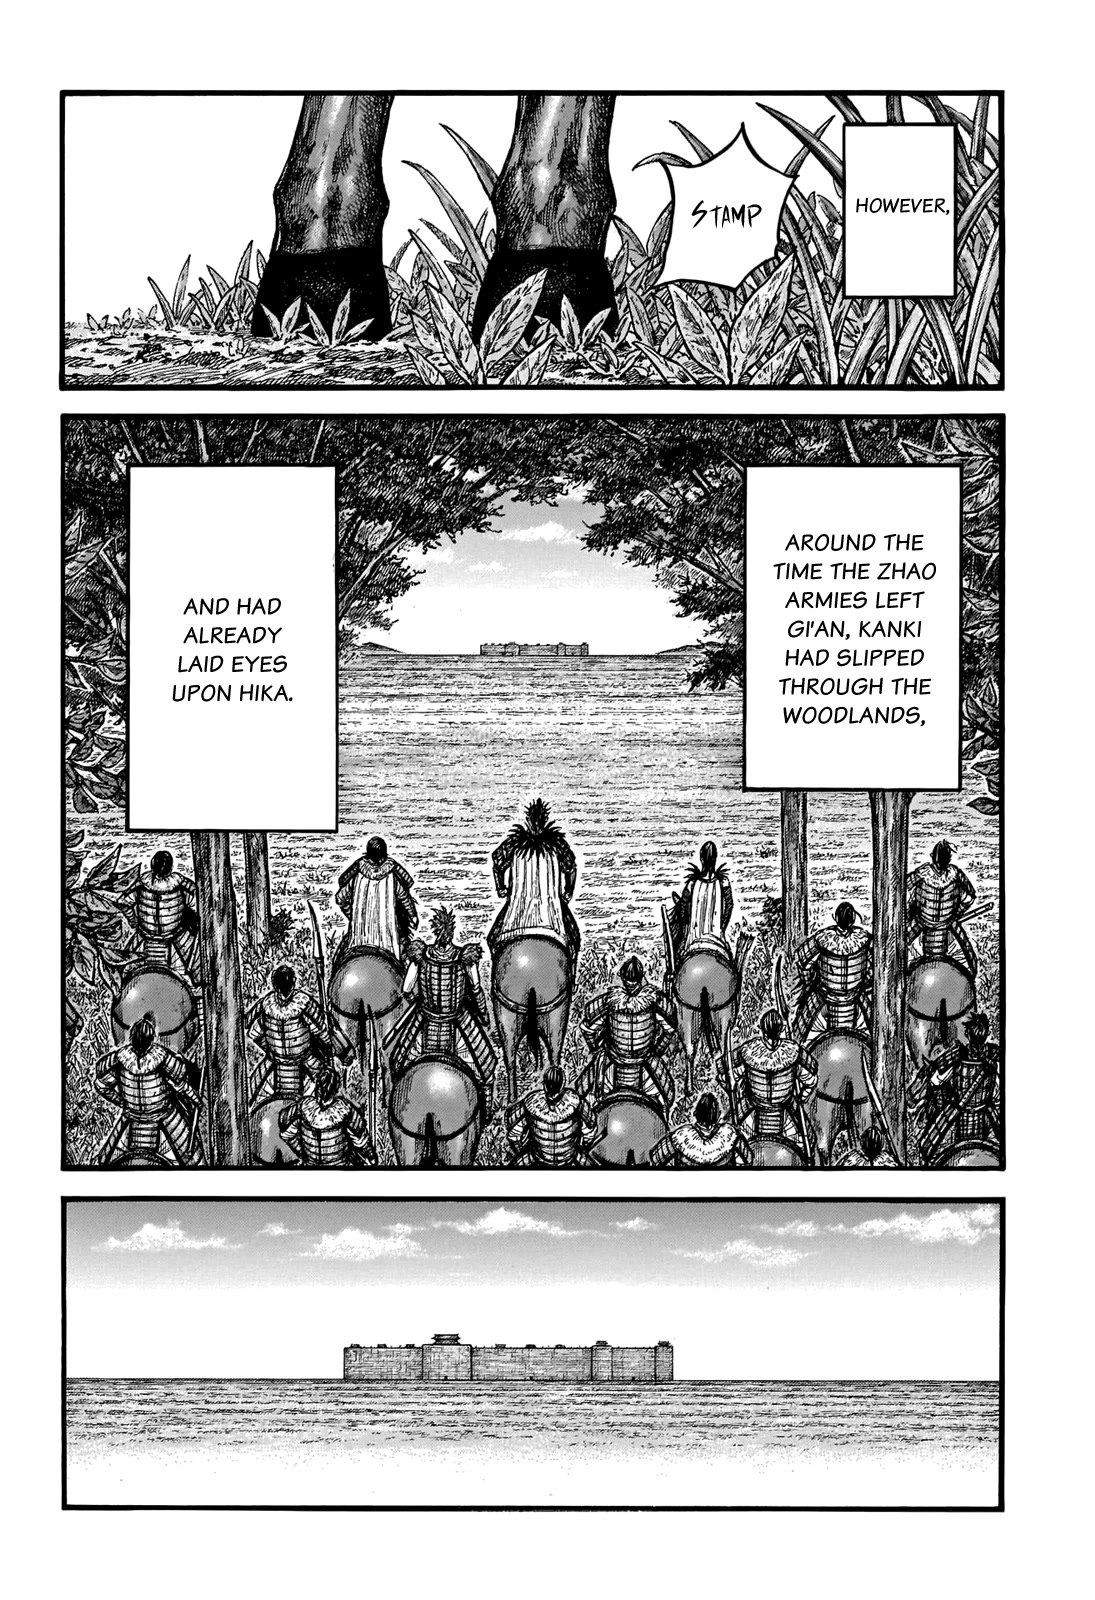 HOWEVER,
STAMP
AROUND THE
TIME THE ZHAO
ARMIES LEFT
GI'AN, KANKI
HAD SLIPPED
THROUGH THE
WOODLANDS,
AND HAD
ALREADY
LAID EYES
UPON HIKA.